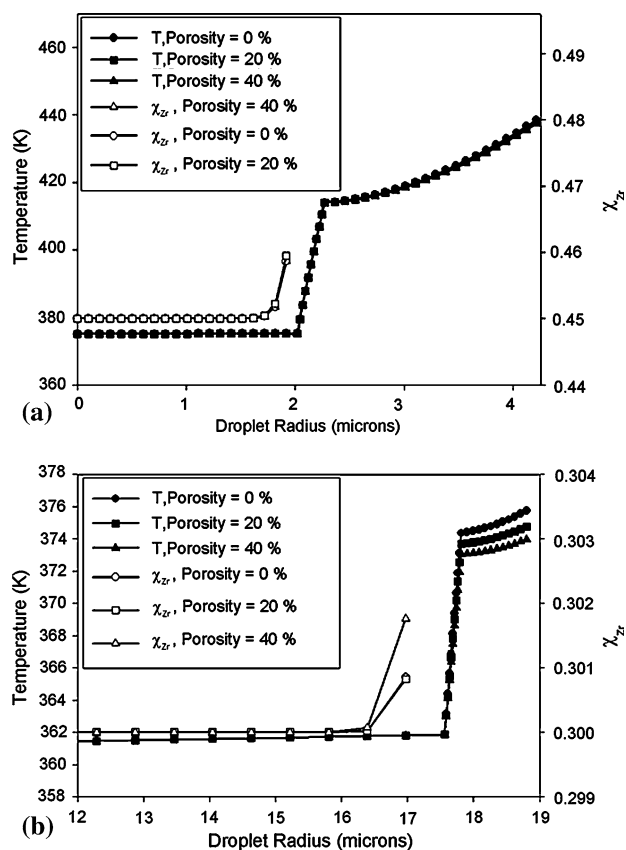 460
440
420
400
380
360
Temperature (K)
T,Porosity = 0 %
T,Porosity = 20 %
T,Porosity = 40 %
χzr , Porosity = 40 %
χzr , Porosity = 0 %
χzr , Porosity = 20 %
0.49
0.48
0.47
0.46
0.45
0.44
χzr
0 1 2 3 4
Droplet Radius (microns)
(a)
378
376
374
372
370
368
366
364
362
360
358
Temperature (K)
T,Porosity = 0 %
T,Porosity = 20 %
T,Porosity = 40 %
χzr , Porosity = 0 %
χzr , Porosity = 20 %
χzr , Porosity = 40 %
0.304
0.303
0.302
0.301
0.300
0.299
χzr
12 13 14 15 16 17 18 19
Droplet Radius (microns)
(b)